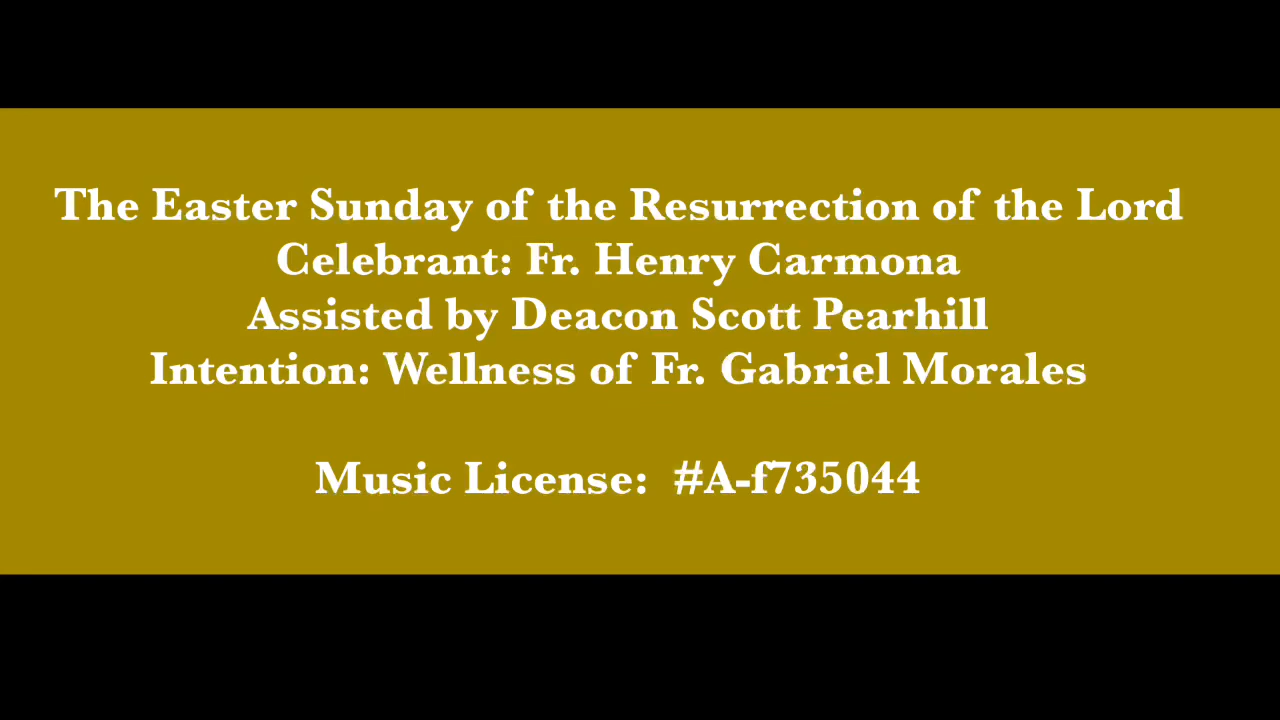 The Easter Sunday of the Resurrection of the Lord
Celebrant: Fr. Henry Carmona
Assisted by Deacon Scott Pearhill
Intention: Wellness of Fr. Gabriel Morales
Music License: #A-f735044